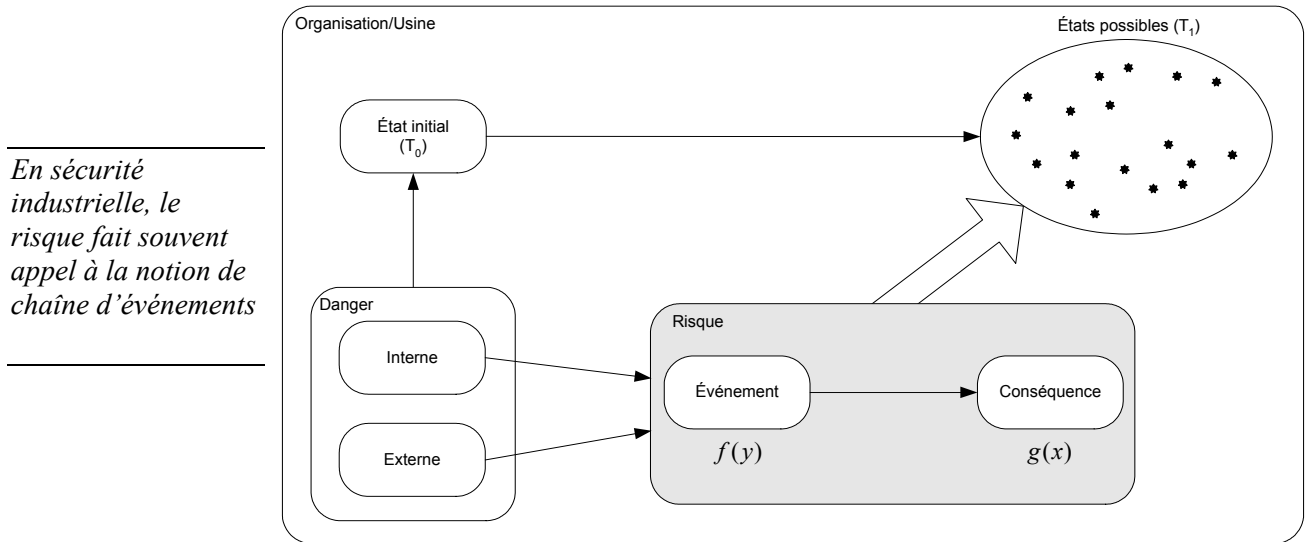 En sécurité
industrielle, le
risque fait souvent
appel à la notion de
chaîne d’événements
Organisation/Usine
États possibles (T₁)
État initial
(T₀)
Danger
Interne
Externe
Risque
Événement
Conséquence
f(y)
g(x)